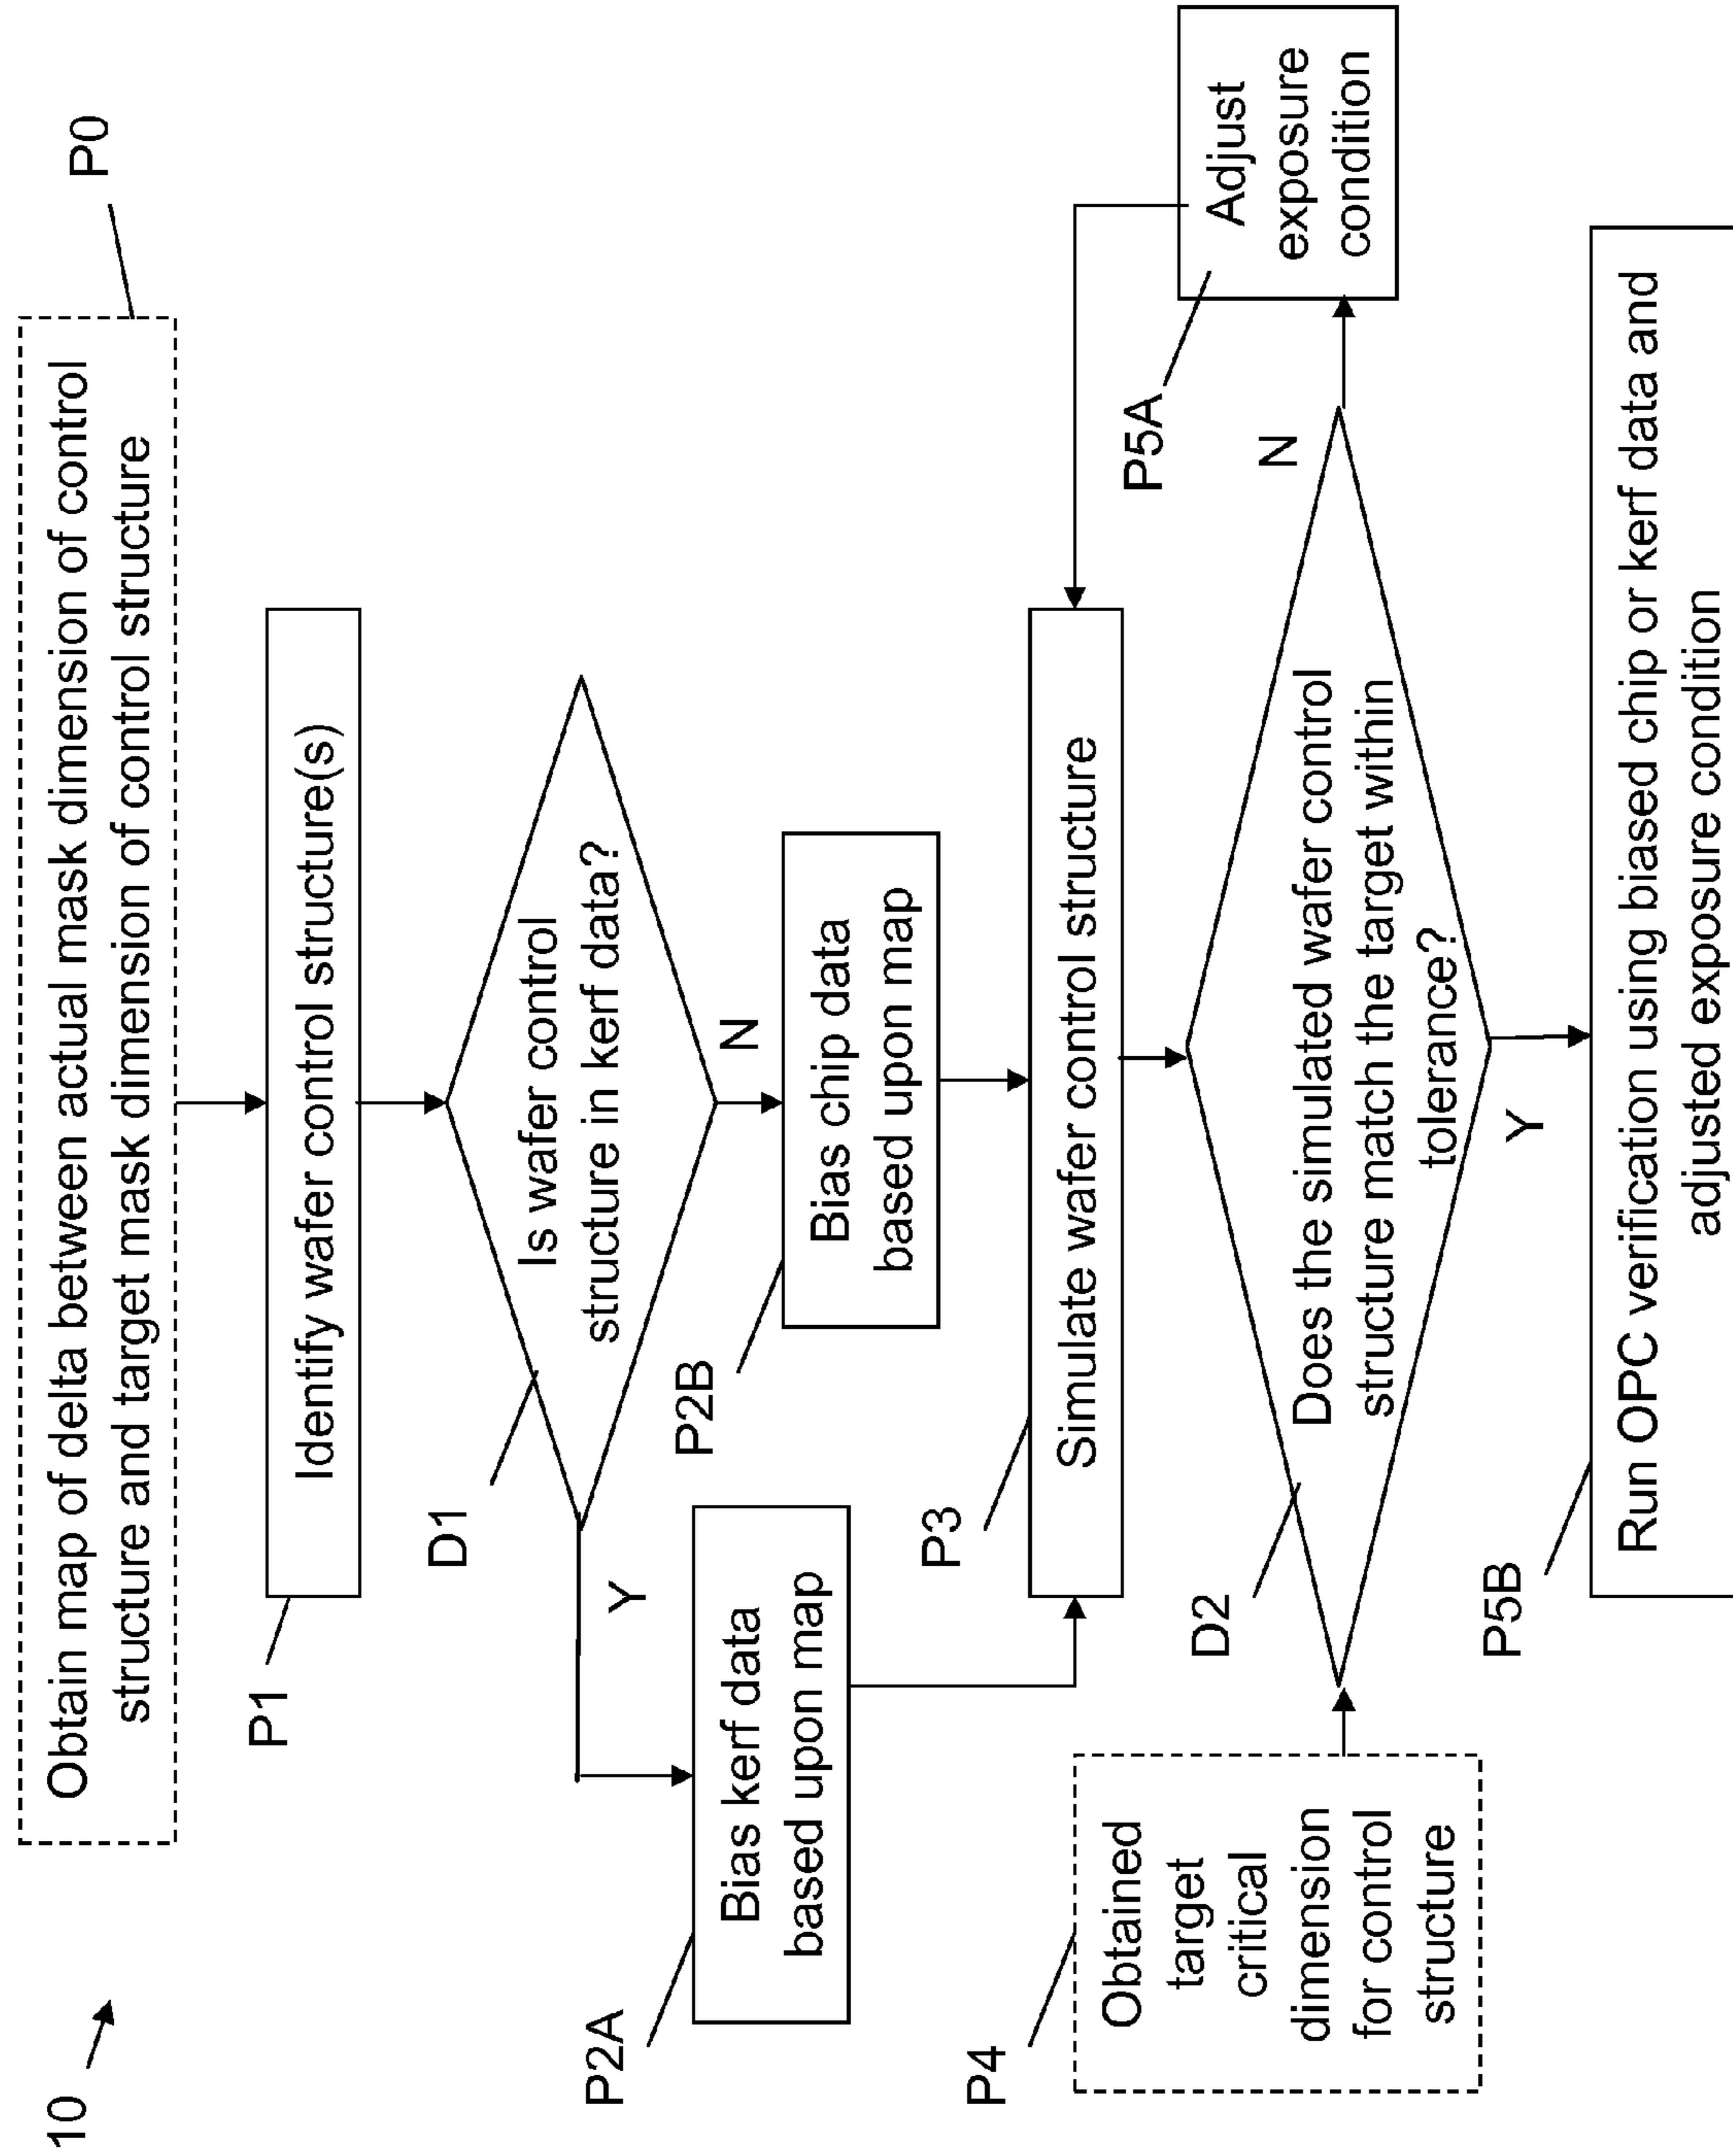 10
P0
Obtain map of delta between actual mask dimension of control
structure and target mask dimension of control structure
P1
Identify wafer control structure(s)
D1
Is wafer control
structure in kerf data?
Y
N
P2A
Bias kerf data
based upon map
P2B
Bias chip data
based upon map
P3
Simulate wafer control structure
P4
Obtained
target
critical
dimension
for control
structure
D2
Does the simulated wafer control
structure match the target within
tolerance?
N
P5A
Adjust
exposure
condition
Y
P5B
Run OPC verification using biased chip or kerf data and
adjusted exposure condition